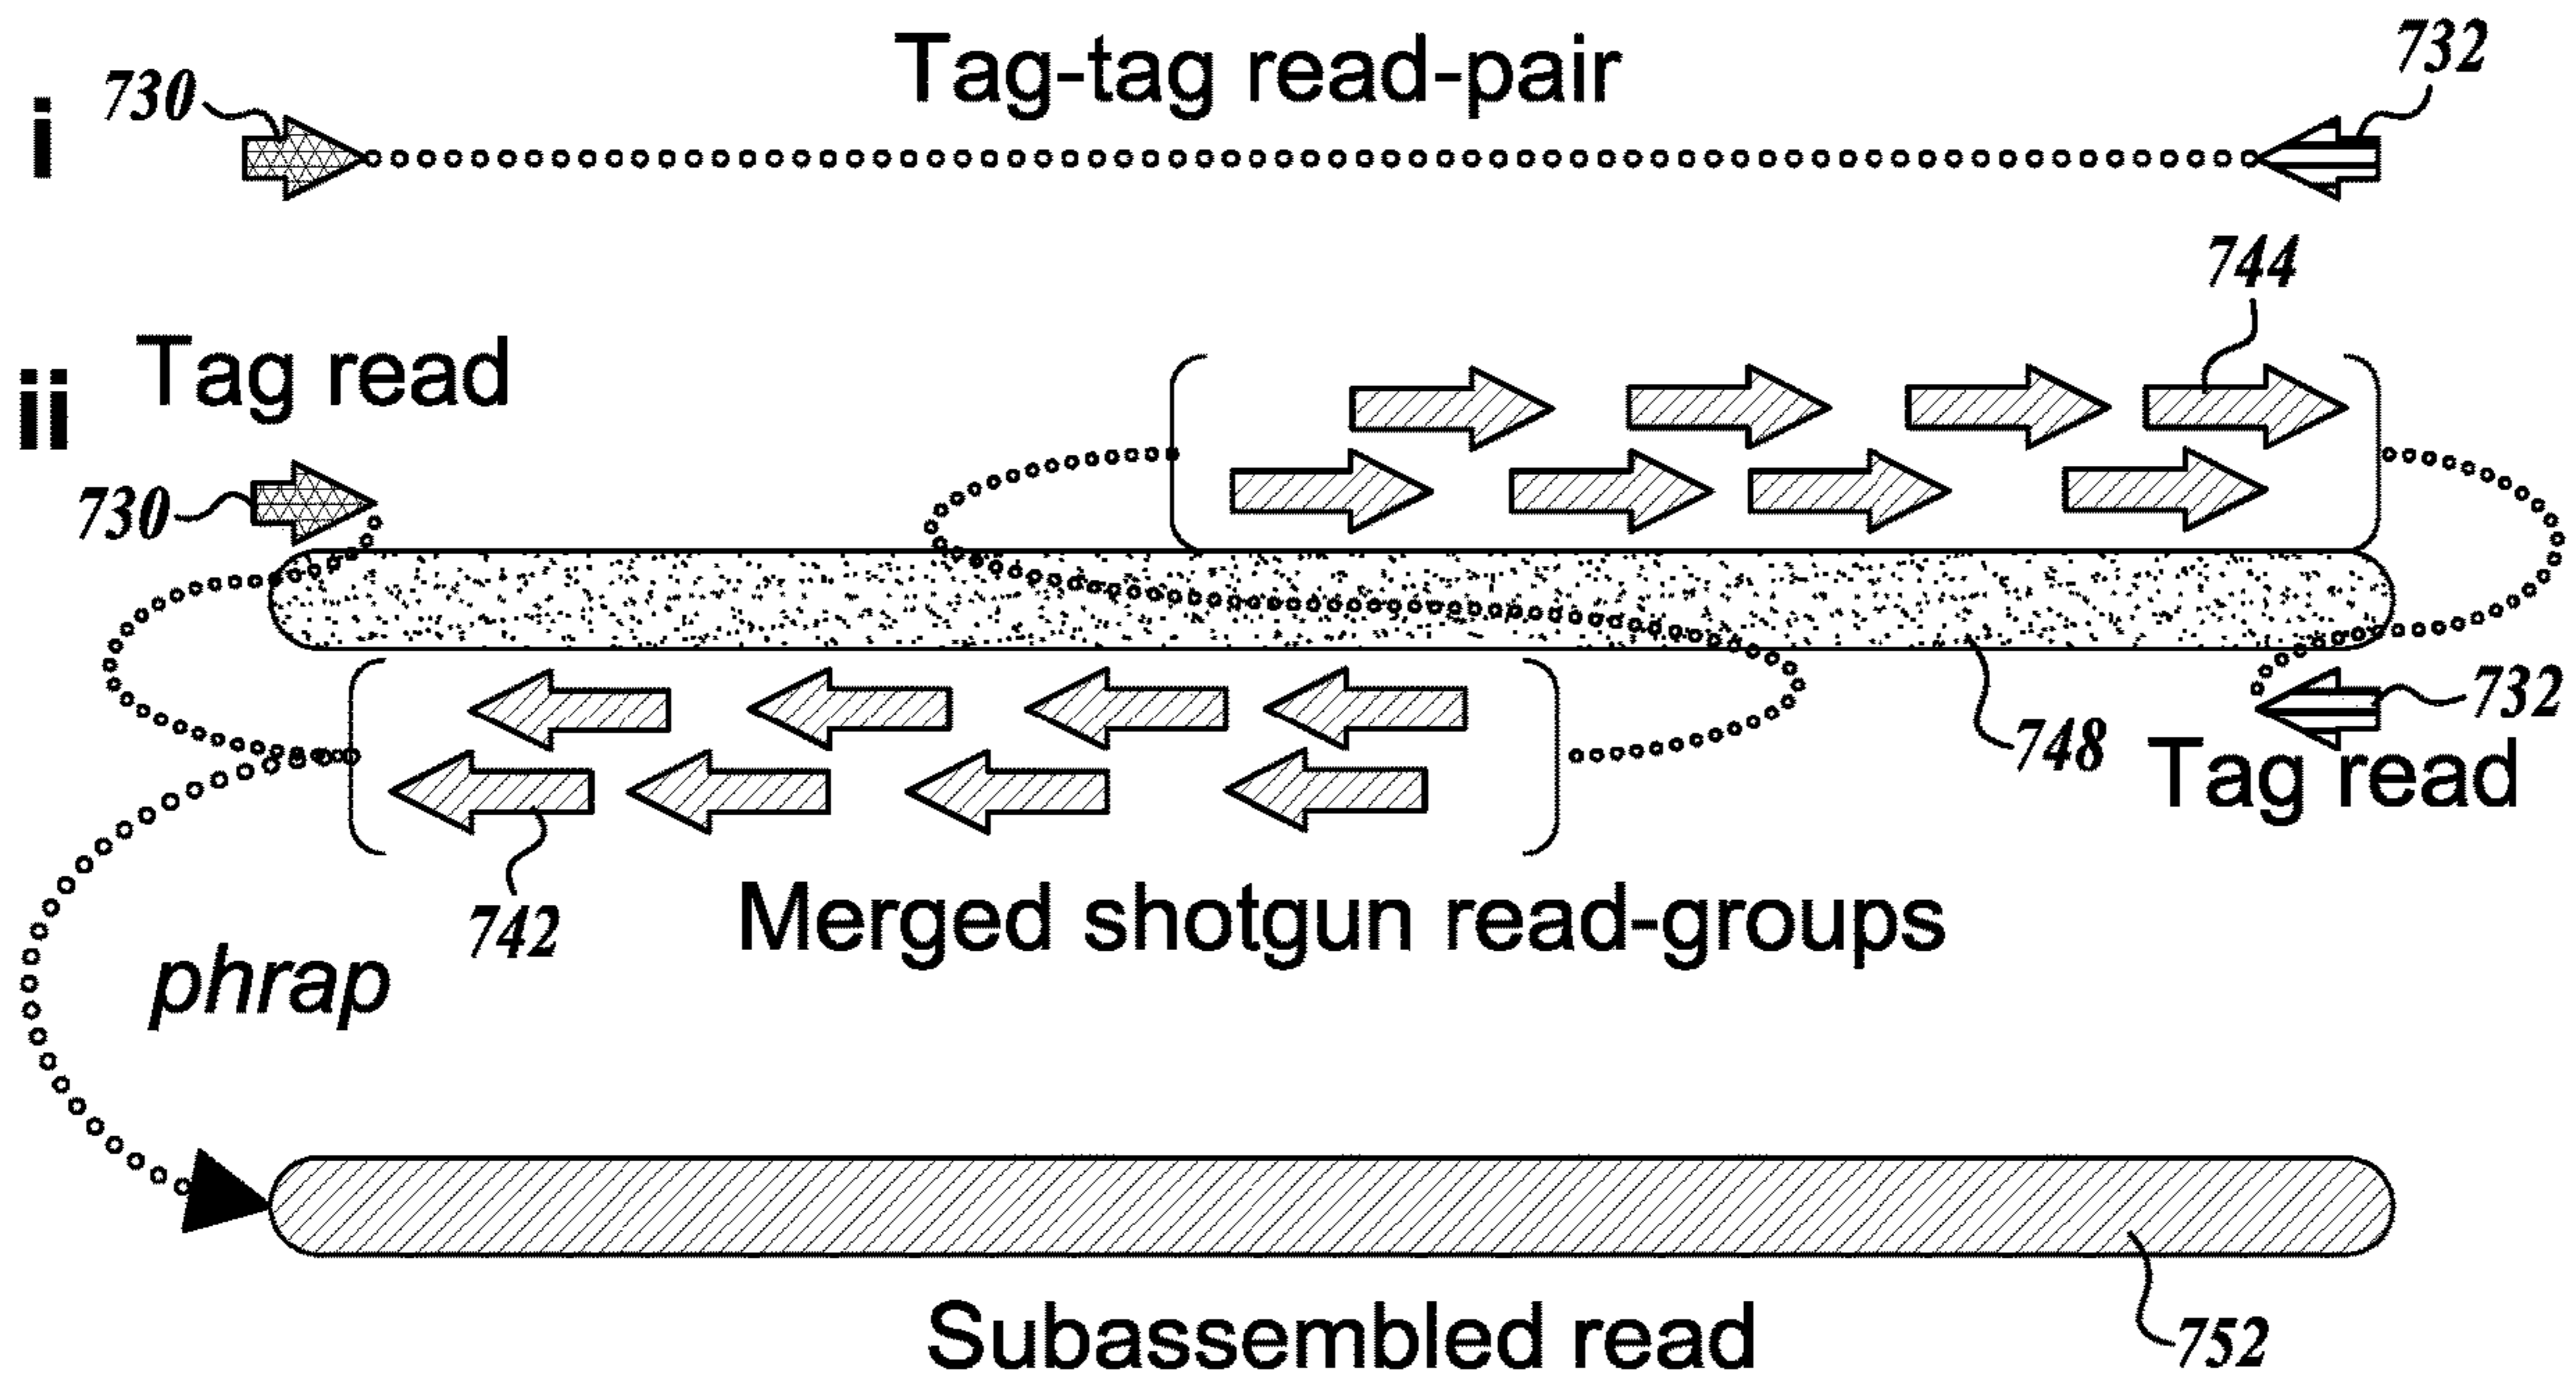 Tag-tag read-pair
732
i
730
744
ii
Tag read
730
732
748
Tag read
742
Merged shotgun read-groups
phrap
Subassembled read
752